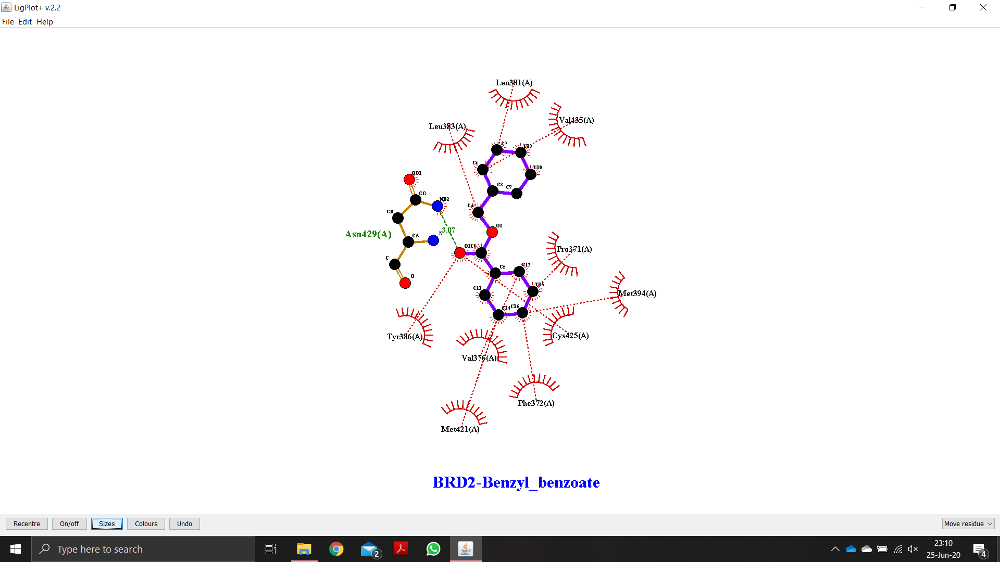 LigPlot+ v.2.2
File Edit Help
Leu381(A)
Val435(A)
Leu383(A)
C9
C13
C6
C10
OD1
C3 C7
CG
ND2
C4
CB
O1
3.07
Asn429(A)
CA
N
O2 C8
Pro371(A)
C
C5
C12
O
C11
C15
Met394(A)
C14 C16
Tyr386(A)
Cys425(A)
Val376(A)
Phe372(A)
Met421(A)
BRD2-Benzyl_benzoate
Recentre On/off Sizes Colours Undo Move residue
Type here to search
2
23:10
25-Jun-20
4